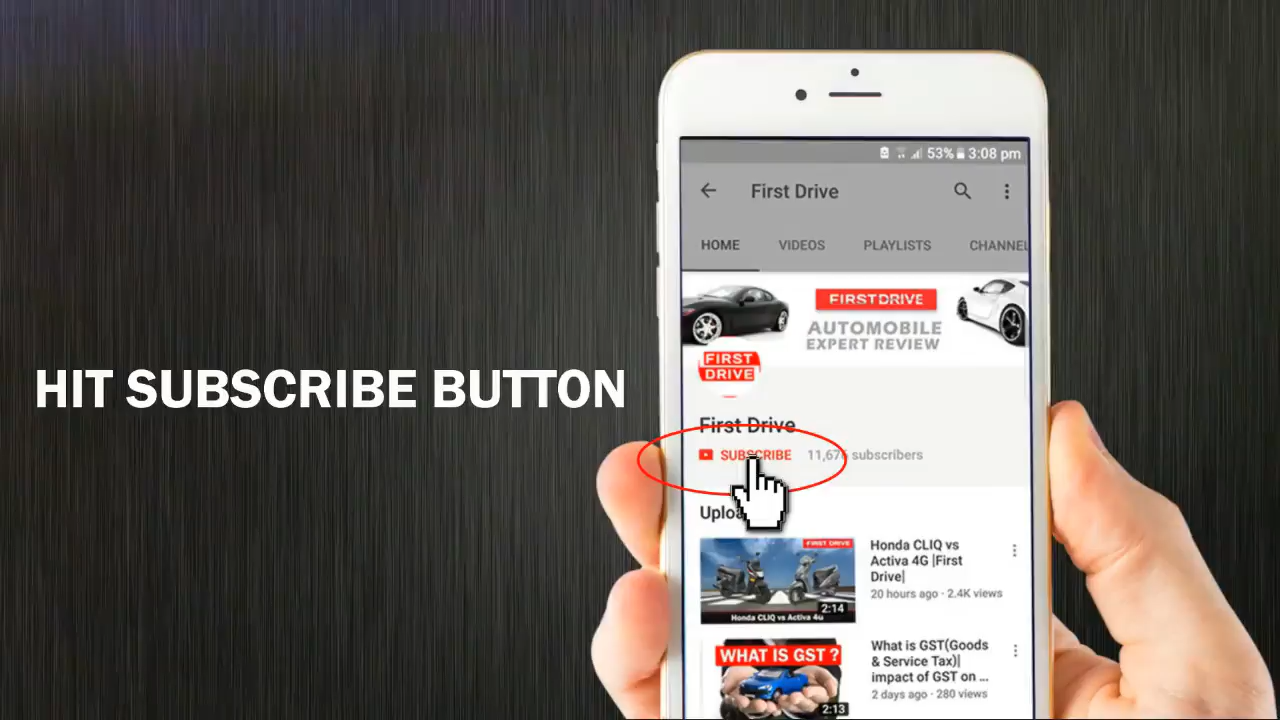 HIT SUBSCRIBE BUTTON
53% 3:08 pm
First Drive
HOME VIDEOS PLAYLISTS CHANNEL
FIRST DRIVE
AUTOMOBILE
EXPERT REVIEW
FIRST
DRIVE
First Drive
SUBSCRIBE subscribers
FIRST DRIVE
2:14
Honda CLIQ vs Activa 4G
Honda CLIQ vs
Activa 4G |First
Drive|
20 hours ago · 2.4K views
WHAT IS GST ?
2:13
What is GST(Goods
& Service Tax)|
impact of GST on ...
2 days ago · 280 views